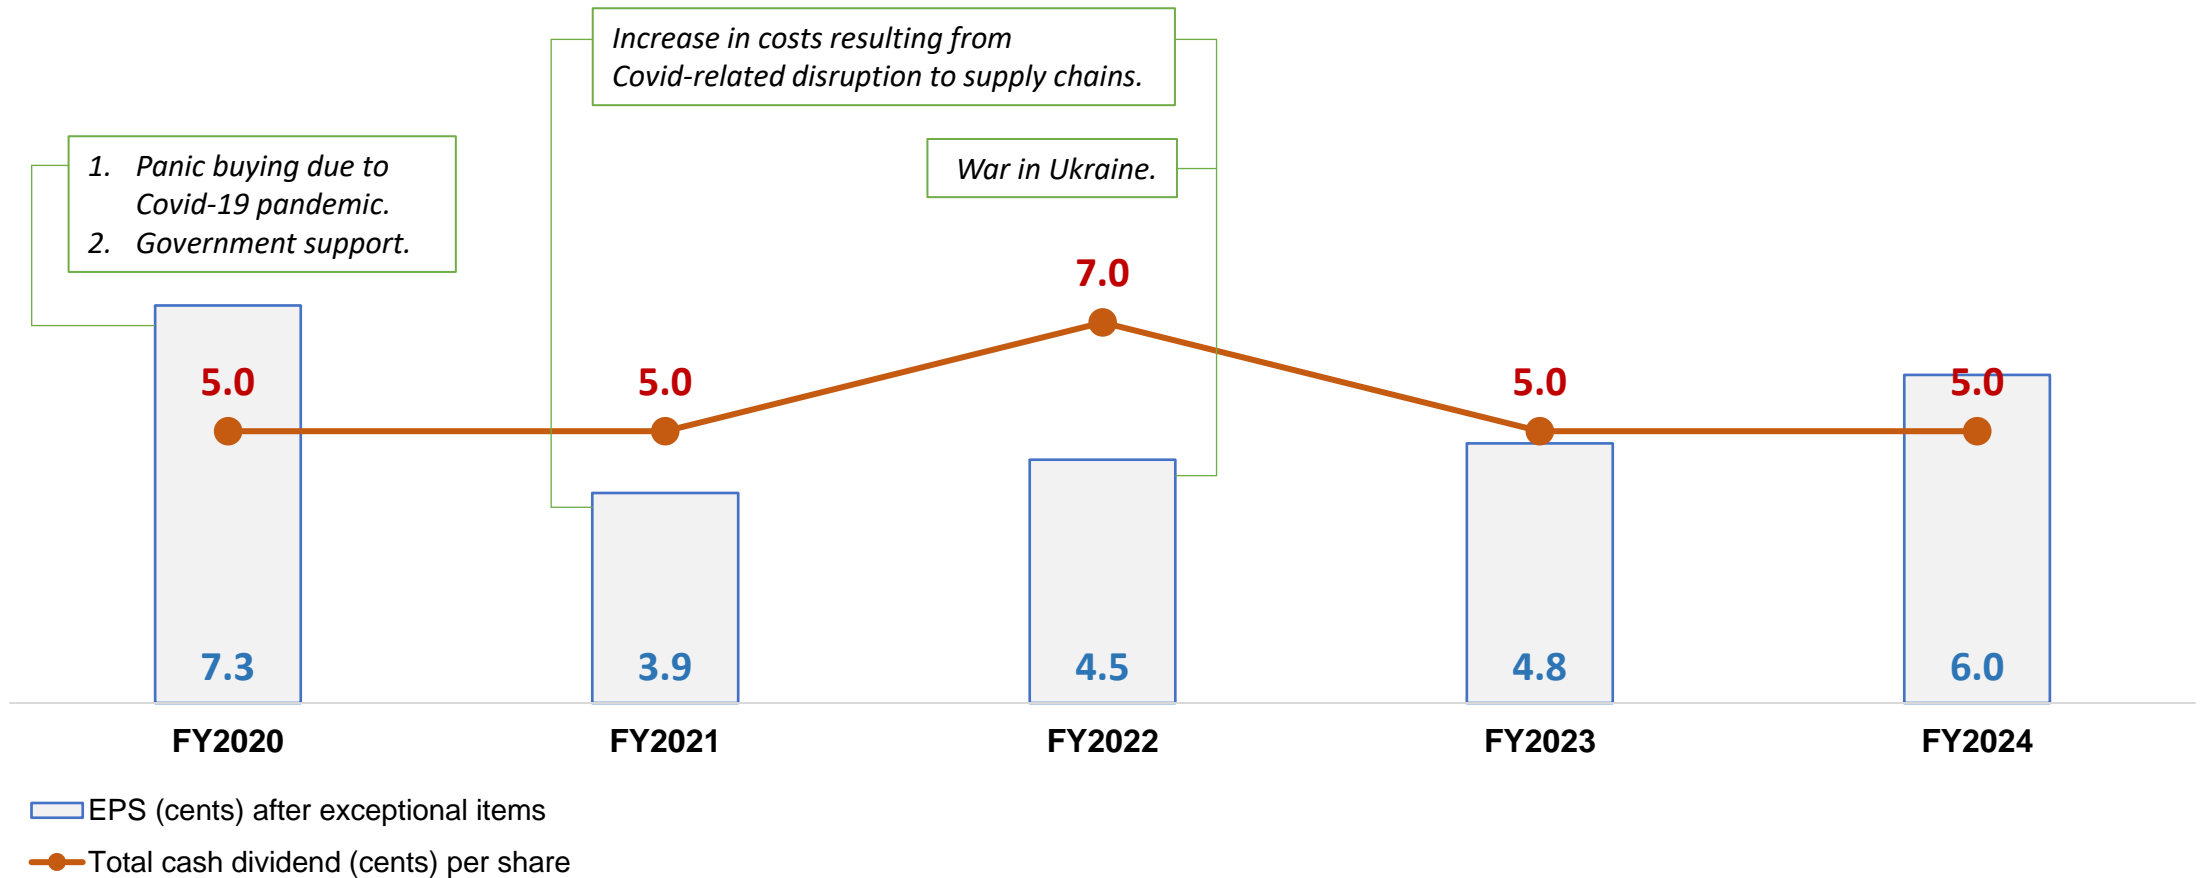 Increase in costs resulting from
Covid-related disruption to supply chains.
1. Panic buying due to
Covid-19 pandemic.
2. Government support.
War in Ukraine.
7.0
5.0
5.0
5.0
5.0
7.3
3.9
4.5
4.8
6.0
FY2020
FY2021
FY2022
FY2023
FY2024
EPS (cents) after exceptional items
Total cash dividend (cents) per share